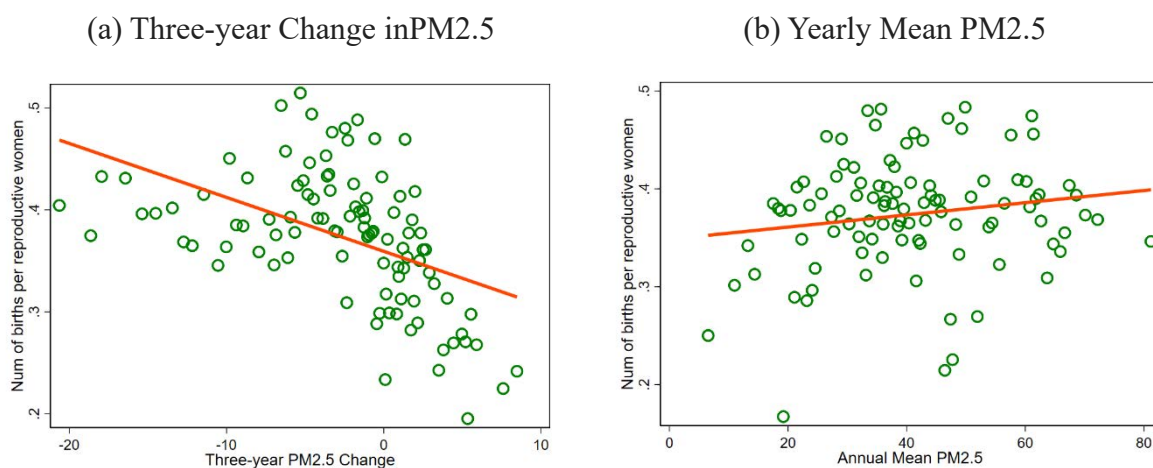 (a) Three-year Change inPM2.5
Num of births per reproductive women
.5
.4
.3
.2
-20
-10
0
10
Three-year PM2.5 Change
(b) Yearly Mean PM2.5
Num of births per reproductive women
.5
.4
.3
.2
0
20
40
60
80
Annual Mean PM2.5